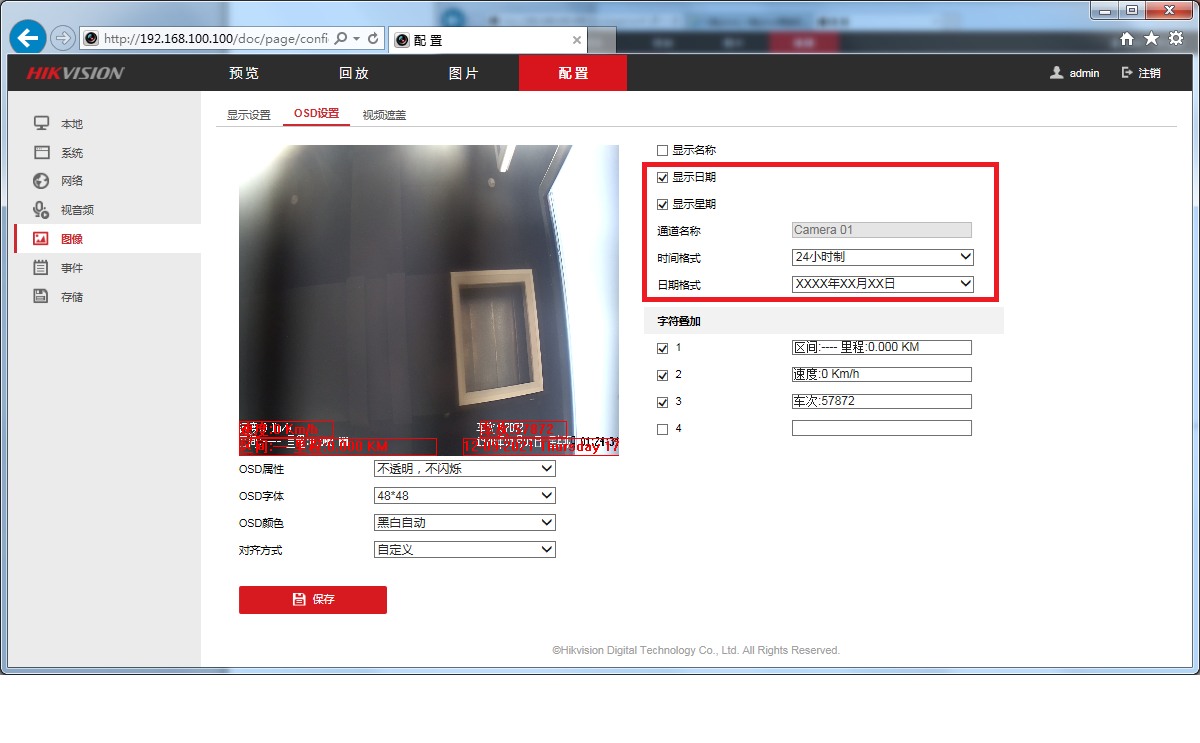 http://192.168.100.100/doc/page/confi
配 置
HIKVISION
预览
回放
图片
配置
admin
注销
显示设置
OSD设置
视频遮盖
本地
系统
网络
视音频
图像
事件
存储
显示名称
显示日期
显示星期
通道名称
Camera 01
时间格式
24小时制
日期格式
XXXX年XX月XX日
字符叠加
1
区间:---- 里程:0.000 KM
2
速度:0 Km/h
3
车次:57872
4
OSD属性
不透明，不闪烁
OSD字体
48*48
OSD颜色
黑白自动
对齐方式
自定义
保存
©Hikvision Digital Technology Co., Ltd. All Rights Reserved.